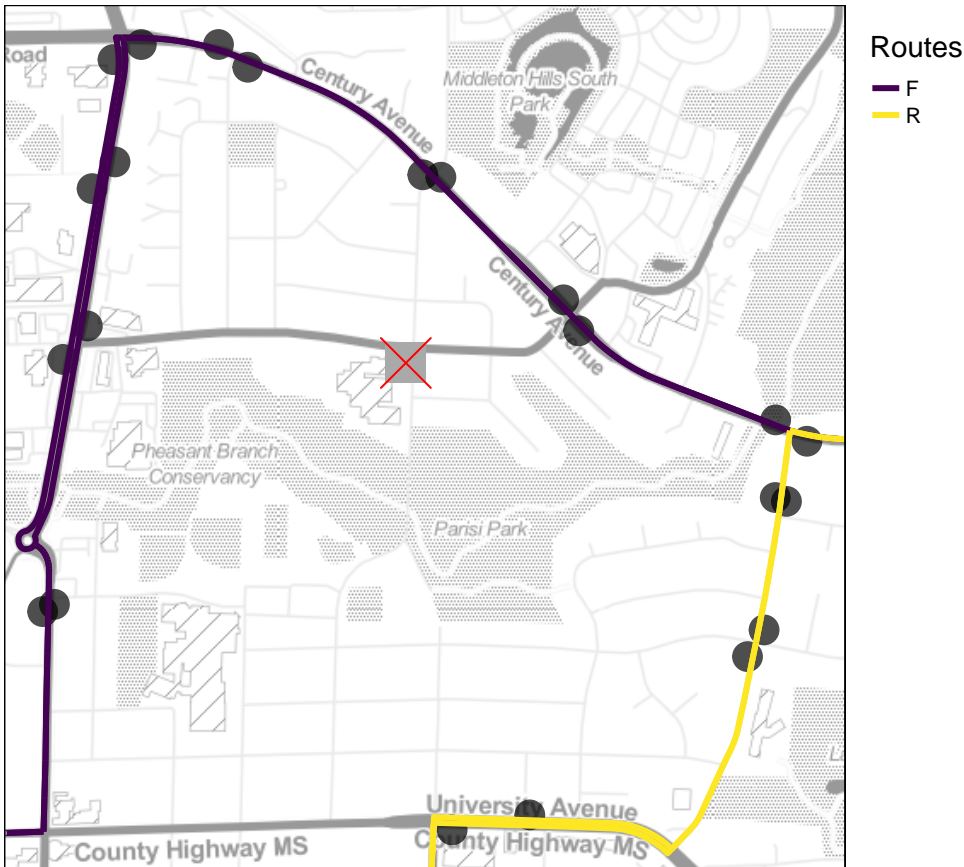 Routes
F
R
Road
Century Avenue
Middleton Hills South
Park
Century Avenue
Pheasant Branch
Conservancy
Parisi Park
University Avenue
County Highway MS
County Highway MS